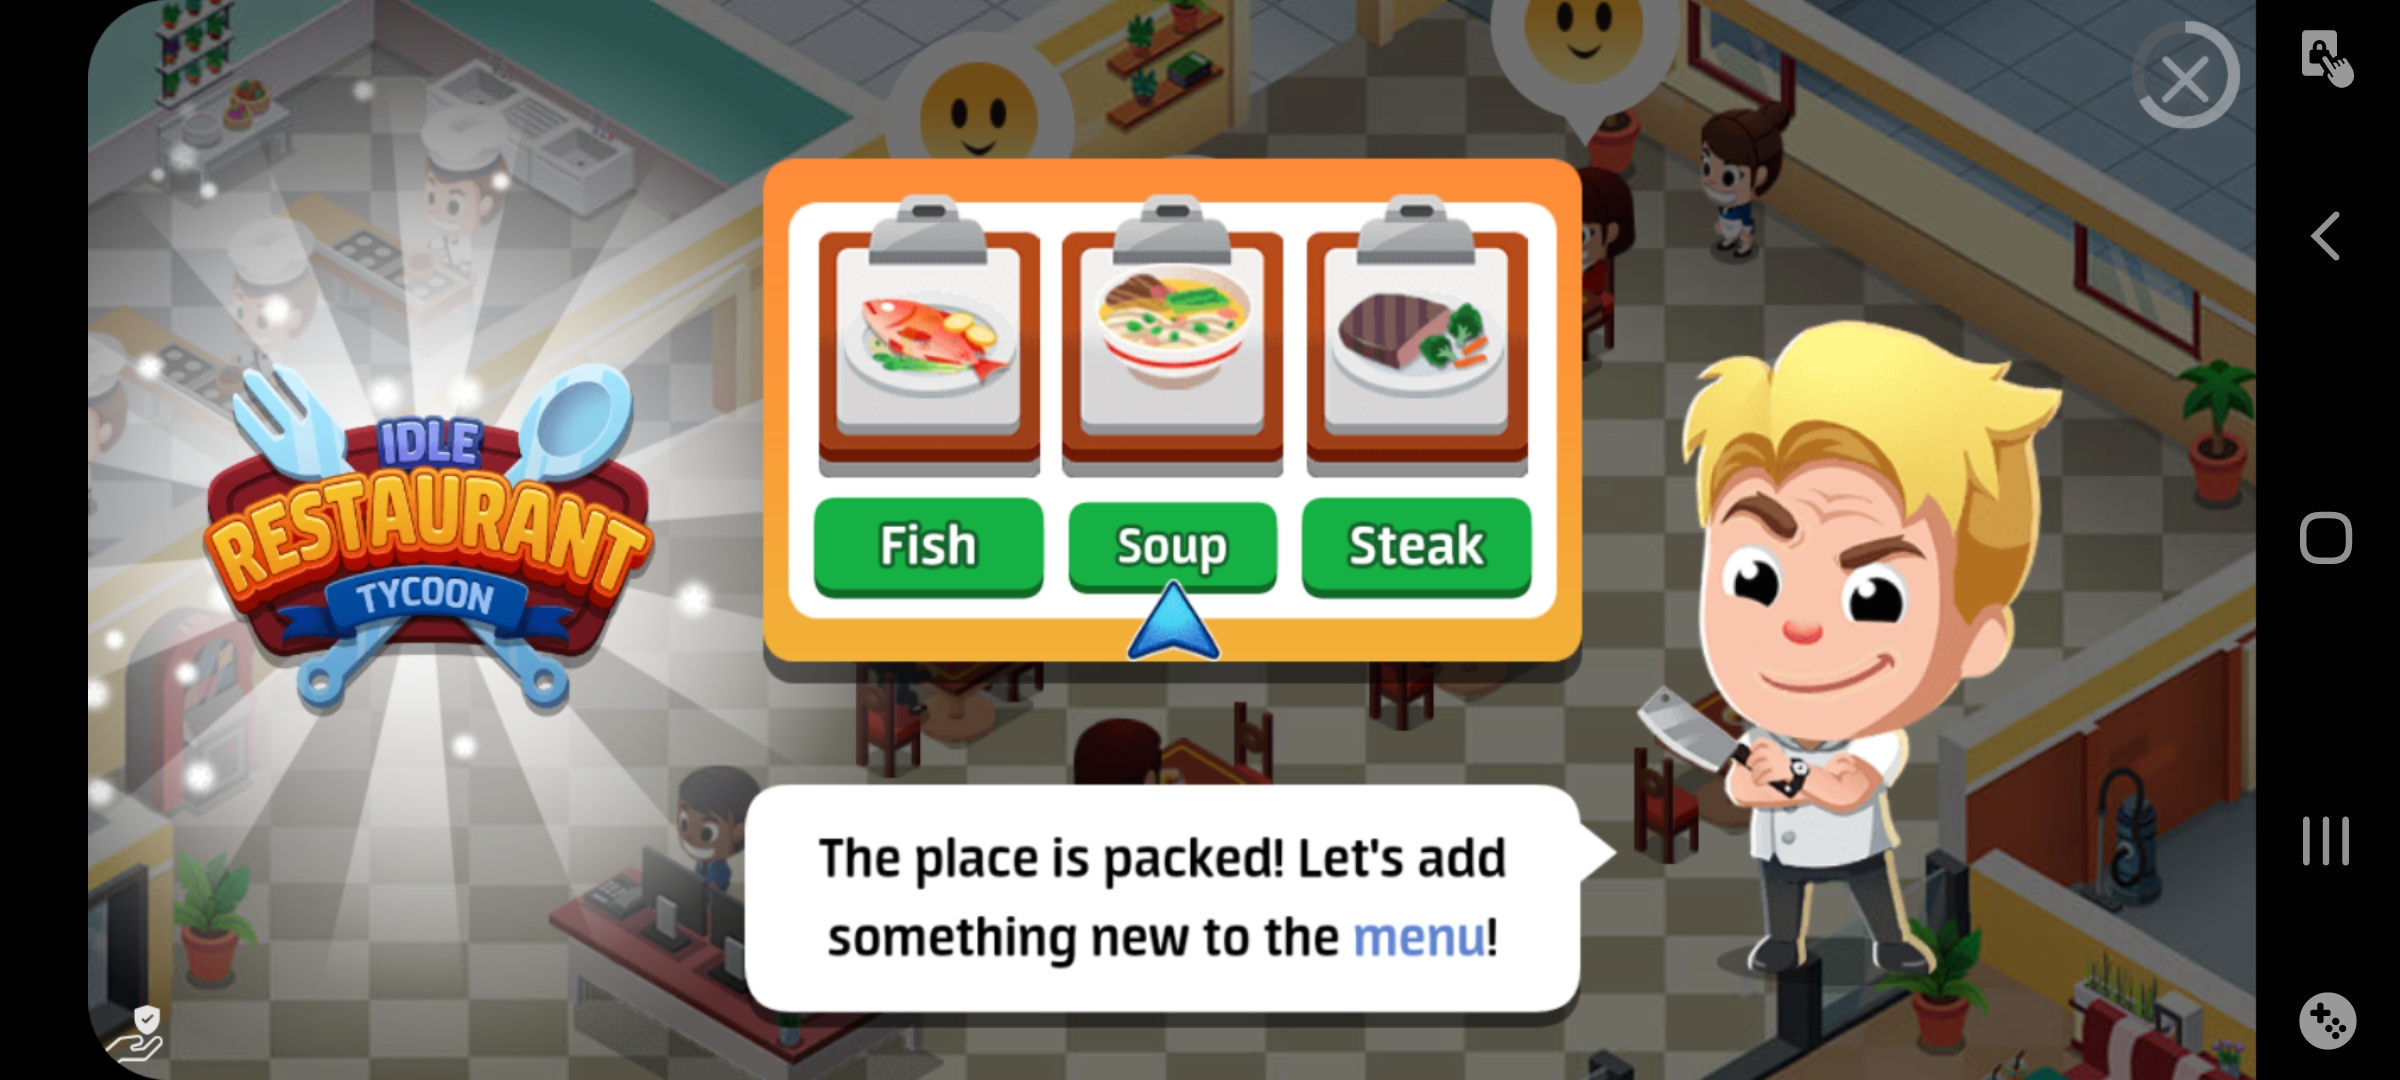 IDLE
RESTAURANT
TYCOON
Fish
Soup
Steak
The place is packed! Let's add
something new to the menu!